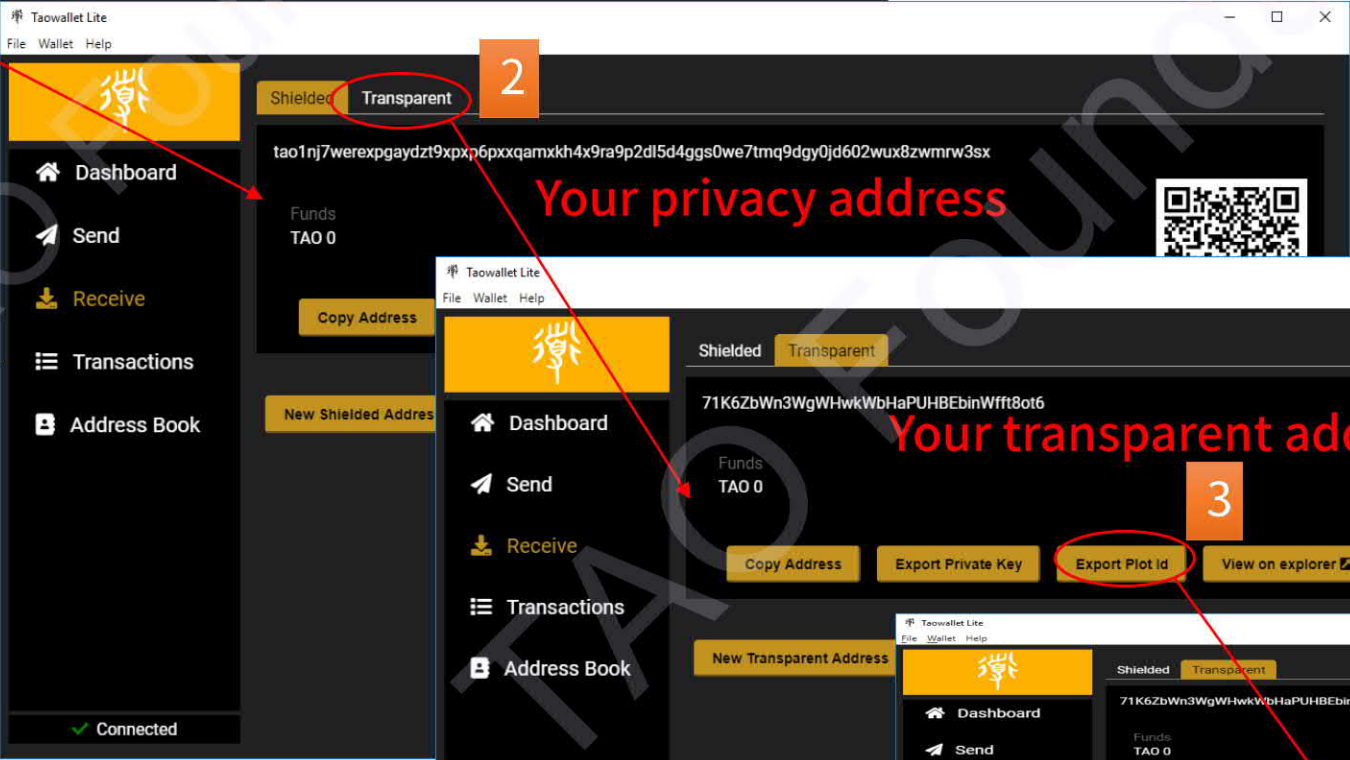 Taowallet Lite
File Wallet Help
2
Shielded Transparent
tao1nj7werexpgaydzt9xpxp6pxxqamxkh4x9ra9p2dl5d4ggs0we7tmq9dgy0jd602wux8zwmrw3sx
Your privacy address
Funds
TAO 0
Copy Address
New Shielded Addres
Dashboard
Send
Receive
Transactions
Address Book
Connected
Taowallet Lite
File Wallet Help
Shielded Transparent
71K6ZbWn3WgWHwkWbHaPUHBEbinWfft8ot6
Your transparent add
Funds
TAO 0
3
Copy Address Export Private Key Export Plot Id View on explorer
New Transparent Address
Dashboard
Send
Receive
Transactions
Address Book
Taowallet Lite
File Wallet Help
Shielded Transparent
71K6ZbWn3WgWHwkWbHaPUHBEbin
Funds
TAO 0
Dashboard
Send
TAO Found